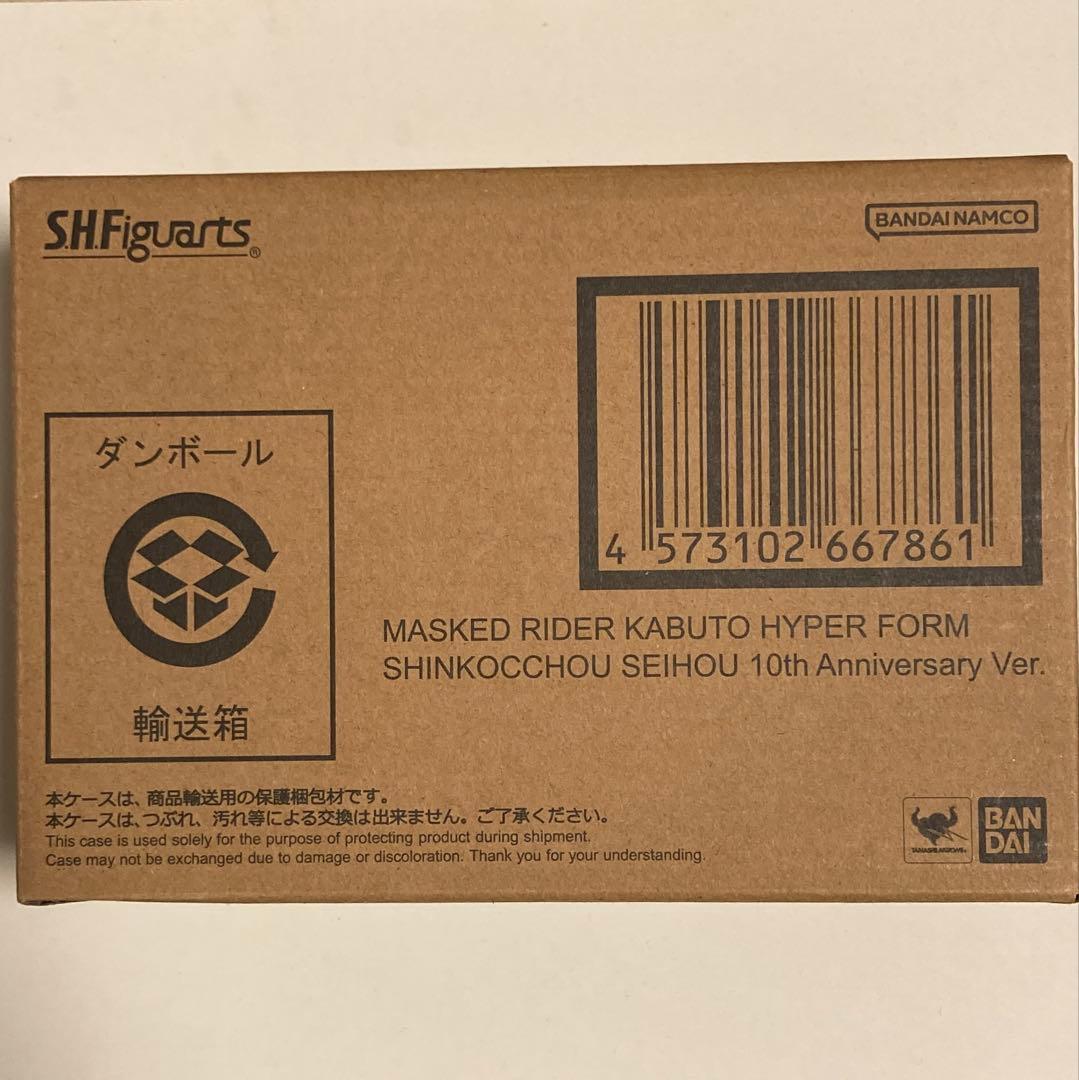 S.H.Figuarts®
BANDAI NAMCO
4 573102 667861
ダンボール
輸送箱
MASKED RIDER KABUTO HYPER FORM
SHINKOCCHOU SEIHOU 10th Anniversary Ver.
本ケースは、商品輸送用の保護梱包材です。
本ケースは、つぶれ、汚れ等による交換は出来ません。ご了承ください。
This case is used solely for the purpose of protecting product during shipment.
Case may not be exchanged due to damage or discoloration. Thank you for your understanding.
TAMASHII NATIONS
BAN
DAI